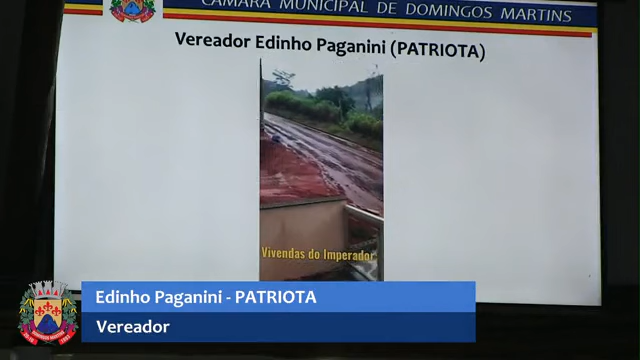 CÂMARA MUNICIPAL DE DOMINGOS MARTINS
Vereador Edinho Paganini (PATRIOTA)
Vivendas do Imperador
Edinho Paganini - PATRIOTA
Vereador